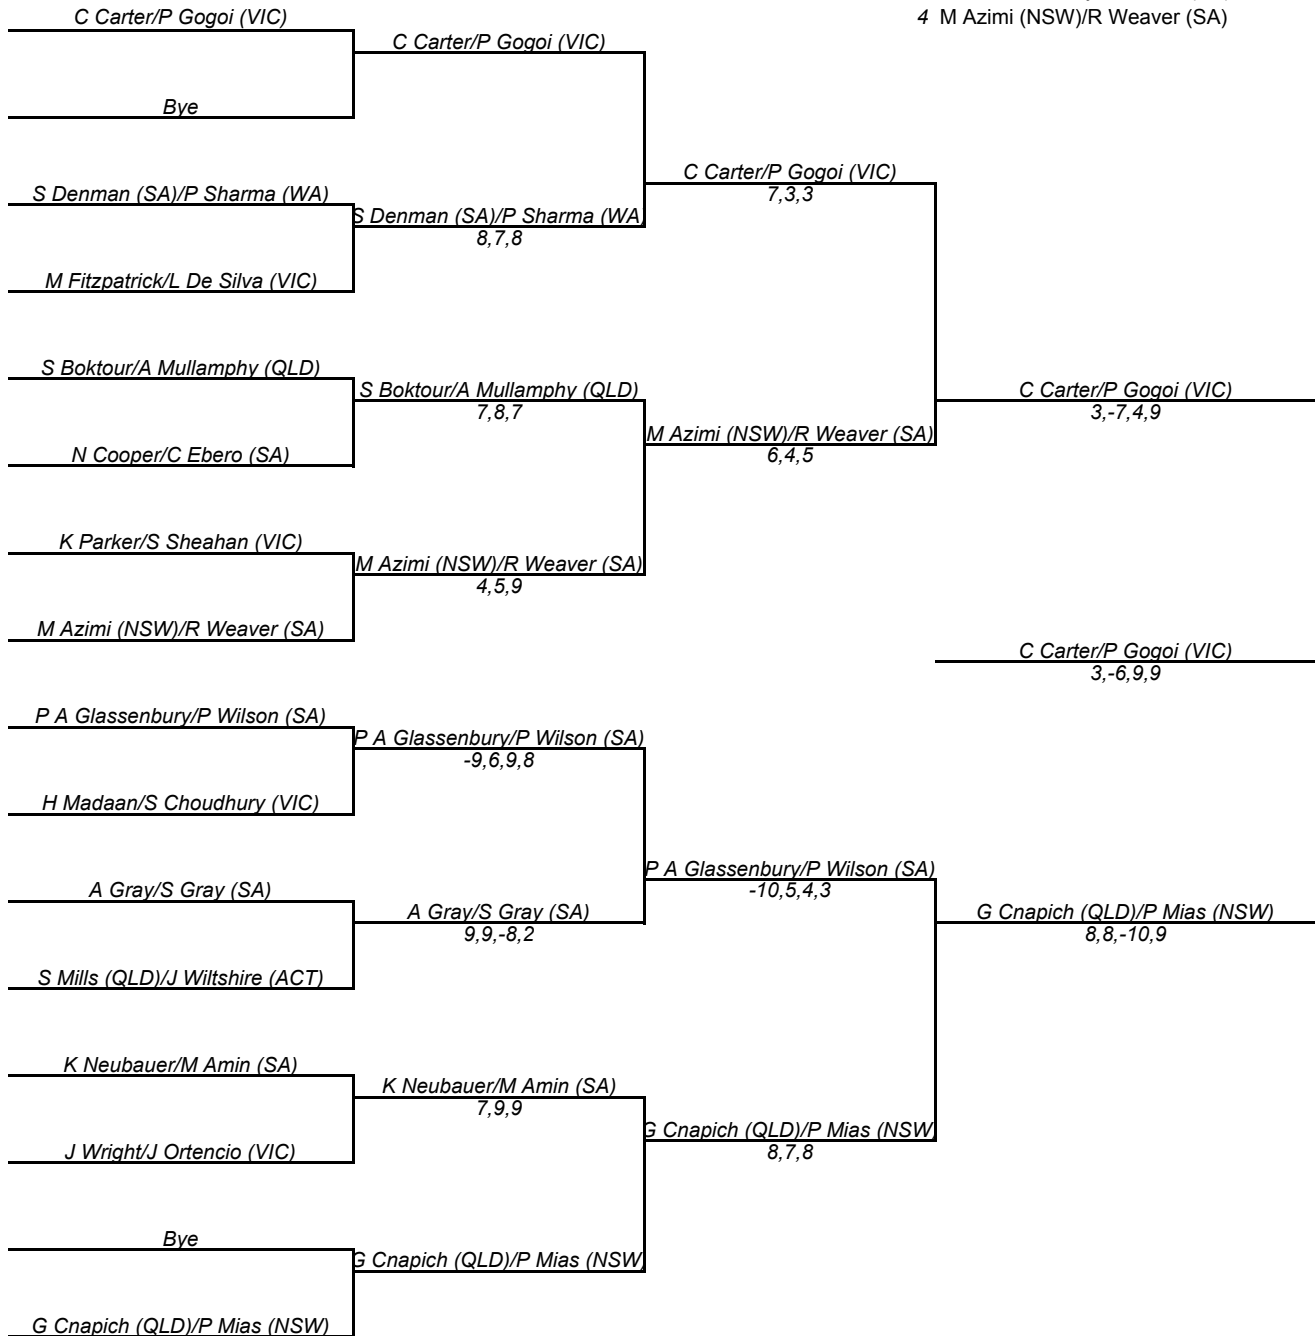 4 M Azimi (NSW)/R Weaver (SA)
C Carter/P Gogoi (VIC)
C Carter/P Gogoi (VIC)
Bye
C Carter/P Gogoi (VIC)
7,3,3
S Denman (SA)/P Sharma (WA)
S Denman (SA)/P Sharma (WA)
8,7,8
M Fitzpatrick/L De Silva (VIC)
S Boktour/A Mullamphy (QLD)
S Boktour/A Mullamphy (QLD)
7,8,7
C Carter/P Gogoi (VIC)
3,-7,4,9
N Cooper/C Ebero (SA)
M Azimi (NSW)/R Weaver (SA)
6,4,5
K Parker/S Sheahan (VIC)
M Azimi (NSW)/R Weaver (SA)
4,5,9
M Azimi (NSW)/R Weaver (SA)
C Carter/P Gogoi (VIC)
3,-6,9,9
P A Glassenbury/P Wilson (SA)
P A Glassenbury/P Wilson (SA)
-9,6,9,8
H Madaan/S Choudhury (VIC)
P A Glassenbury/P Wilson (SA)
-10,5,4,3
A Gray/S Gray (SA)
A Gray/S Gray (SA)
9,9,-8,2
G Cnapich (QLD)/P Mias (NSW)
8,8,-10,9
S Mills (QLD)/J Wiltshire (ACT)
K Neubauer/M Amin (SA)
K Neubauer/M Amin (SA)
7,9,9
G Cnapich (QLD)/P Mias (NSW)
8,7,8
J Wright/J Ortencio (VIC)
Bye
G Cnapich (QLD)/P Mias (NSW)
G Cnapich (QLD)/P Mias (NSW)